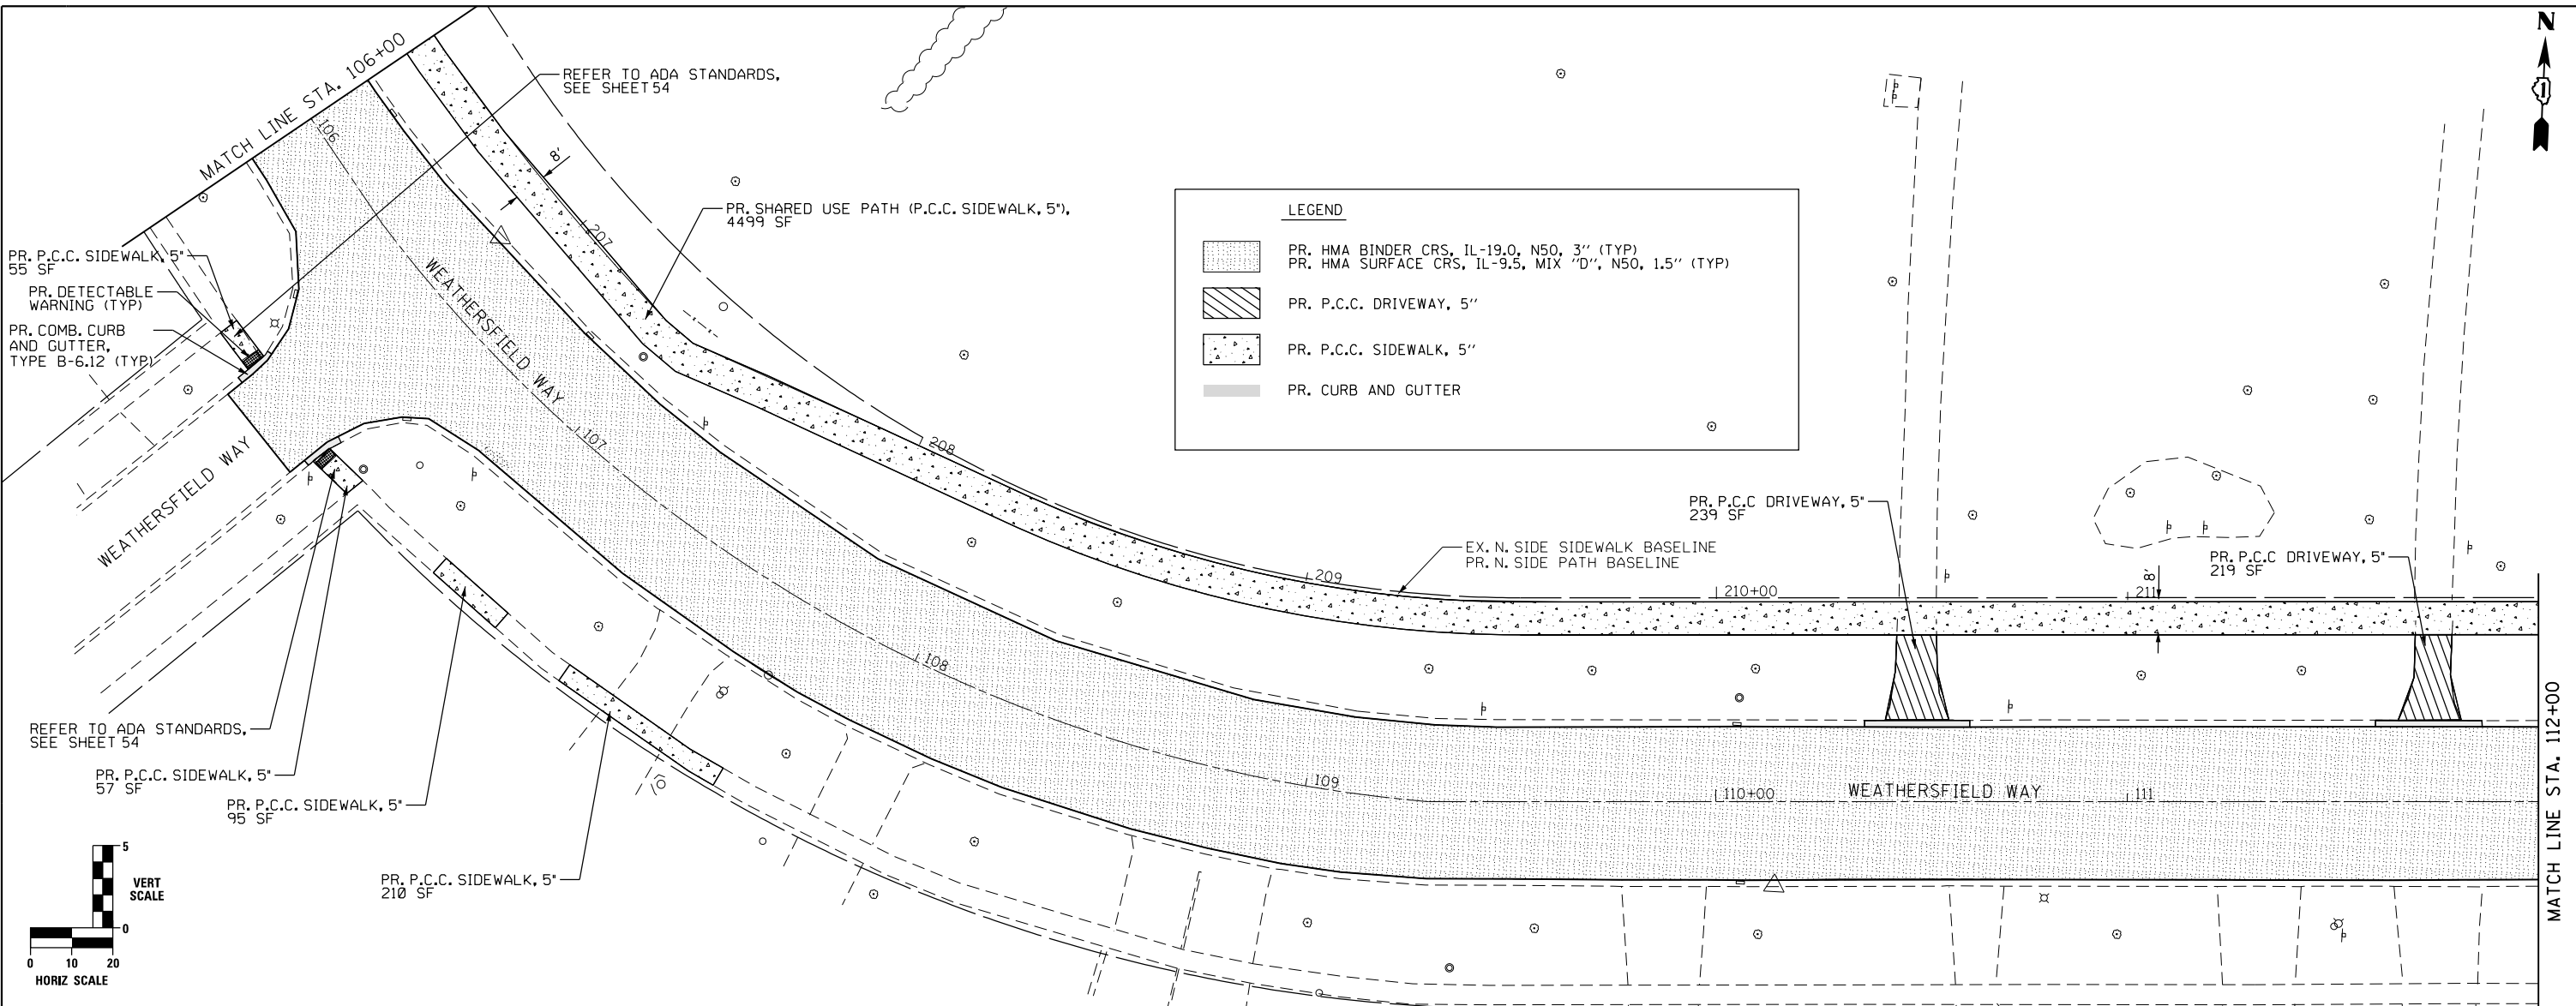 MATCH LINE STA. 106+00
REFER TO ADA STANDARDS,
SEE SHEET 54
N
1
106
8'
PR. SHARED USE PATH (P.C.C. SIDEWALK, 5"),
4499 SF
207
LEGEND
PR. HMA BINDER CRS, IL-19.0, N50, 3'' (TYP)
PR. HMA SURFACE CRS, IL-9.5, MIX "D", N50, 1.5'' (TYP)
PR. P.C.C. DRIVEWAY, 5''
PR. P.C.C. SIDEWALK, 5''
PR. CURB AND GUTTER
PR. P.C.C. SIDEWALK, 5"
55 SF
PR. DETECTABLE
WARNING (TYP)
PR. COMB. CURB
AND GUTTER,
TYPE B-6.12 (TYP)
WEATHERSFIELD WAY
107
208
WEATHERSFIELD WAY
PR. P.C.C DRIVEWAY, 5"
239 SF
EX. N. SIDE SIDEWALK BASELINE
PR. N. SIDE PATH BASELINE
PR. P.C.C DRIVEWAY, 5"
219 SF
209
210+00
211
8'
108
REFER TO ADA STANDARDS,
SEE SHEET 54
PR. P.C.C. SIDEWALK, 5"
57 SF
PR. P.C.C. SIDEWALK, 5"
95 SF
PR. P.C.C. SIDEWALK, 5"
210 SF
109
110+00
WEATHERSFIELD WAY
111
MATCH LINE STA. 112+00
5
VERT
SCALE
0
0 10 20
HORIZ SCALE